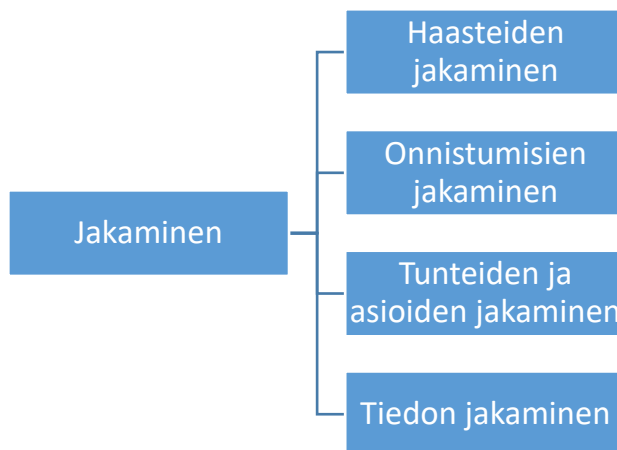 Haasteiden
jakaminen
Onnistumisien
jakaminen
Jakaminen
Tunteiden ja
asioiden jakaminen
Tiedon jakaminen